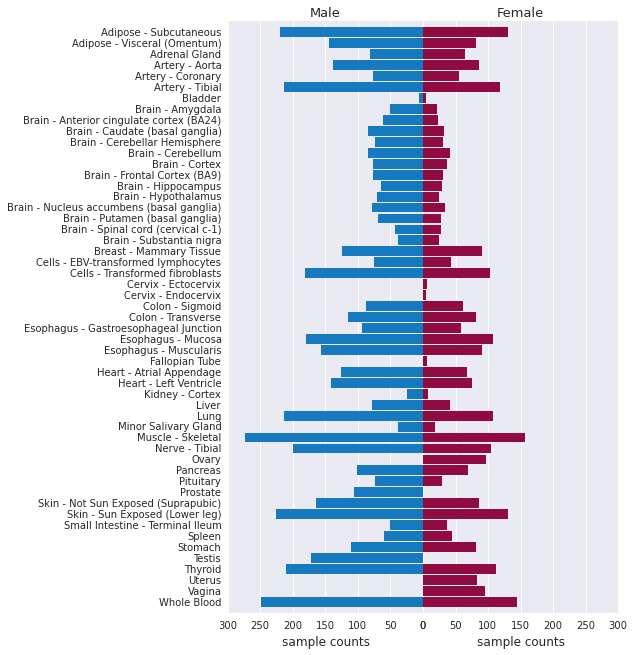 Male Female
Adipose - Subcutaneous
Adipose - Visceral (Omentum)
Adrenal Gland
Artery - Aorta
Artery - Coronary
Artery - Tibial
Bladder
Brain - Amygdala
Brain - Anterior cingulate cortex (BA24)
Brain - Caudate (basal ganglia)
Brain - Cerebellar Hemisphere
Brain - Cerebellum
Brain - Cortex
Brain - Frontal Cortex (BA9)
Brain - Hippocampus
Brain - Hypothalamus
Brain - Nucleus accumbens (basal ganglia)
Brain - Putamen (basal ganglia)
Brain - Spinal cord (cervical c-1)
Brain - Substantia nigra
Breast - Mammary Tissue
Cells - EBV-transformed lymphocytes
Cells - Transformed fibroblasts
Cervix - Ectocervix
Cervix - Endocervix
Colon - Sigmoid
Colon - Transverse
Esophagus - Gastroesophageal Junction
Esophagus - Mucosa
Esophagus - Muscularis
Fallopian Tube
Heart - Atrial Appendage
Heart - Left Ventricle
Kidney - Cortex
Liver
Lung
Minor Salivary Gland
Muscle - Skeletal
Nerve - Tibial
Ovary
Pancreas
Pituitary
Prostate
Skin - Not Sun Exposed (Suprapubic)
Skin - Sun Exposed (Lower leg)
Small Intestine - Terminal Ileum
Spleen
Stomach
Testis
Thyroid
Uterus
Vagina
Whole Blood
300 250 200 150 100 50 0 0 50 100 150 200 250 300
sample counts sample counts